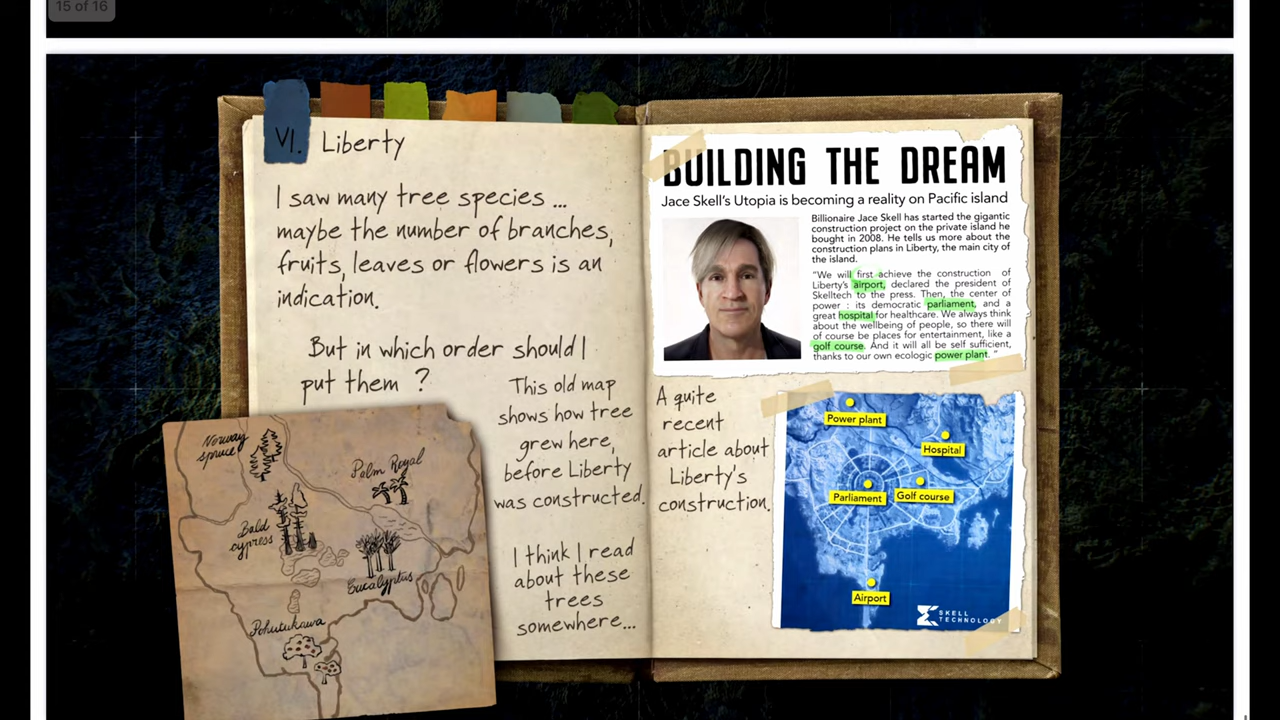 15 of 16
VI. Liberty
I saw many tree species ...
maybe the number of branches,
fruits, leaves or flowers is an
indication.
But in which order should I
put them ?
This old map
shows how tree
grew here,
before Liberty
was constructed.
I think I read
about these
trees
somewhere...
Norway
spruce
Palm Royal
Bald
cypress
Eucalyptus
Pohutukawa
BUILDING THE DREAM
Jace Skell's Utopia is becoming a reality on Pacific island
Billionaire Jace Skell has started the gigantic
construction project on the private island he
bought in 2008. He tells us more about the
construction plans in Liberty, the main city of
the island.
"We will first achieve the construction of
Liberty's airport, declared the president of
Skelltech to the press. Then, the center of
power : its democratic parliament, and a
great hospital for healthcare. We always think
about the wellbeing of people, so there will
of course be places for entertainment, like a
golf course. And it will all be self sufficient,
thanks to our own ecologic power plant. "
A quite
recent
article about
Liberty's
construction.
Power plant
Hospital
Parliament
Golf course
Airport
SKELL
TECHNOLOGY